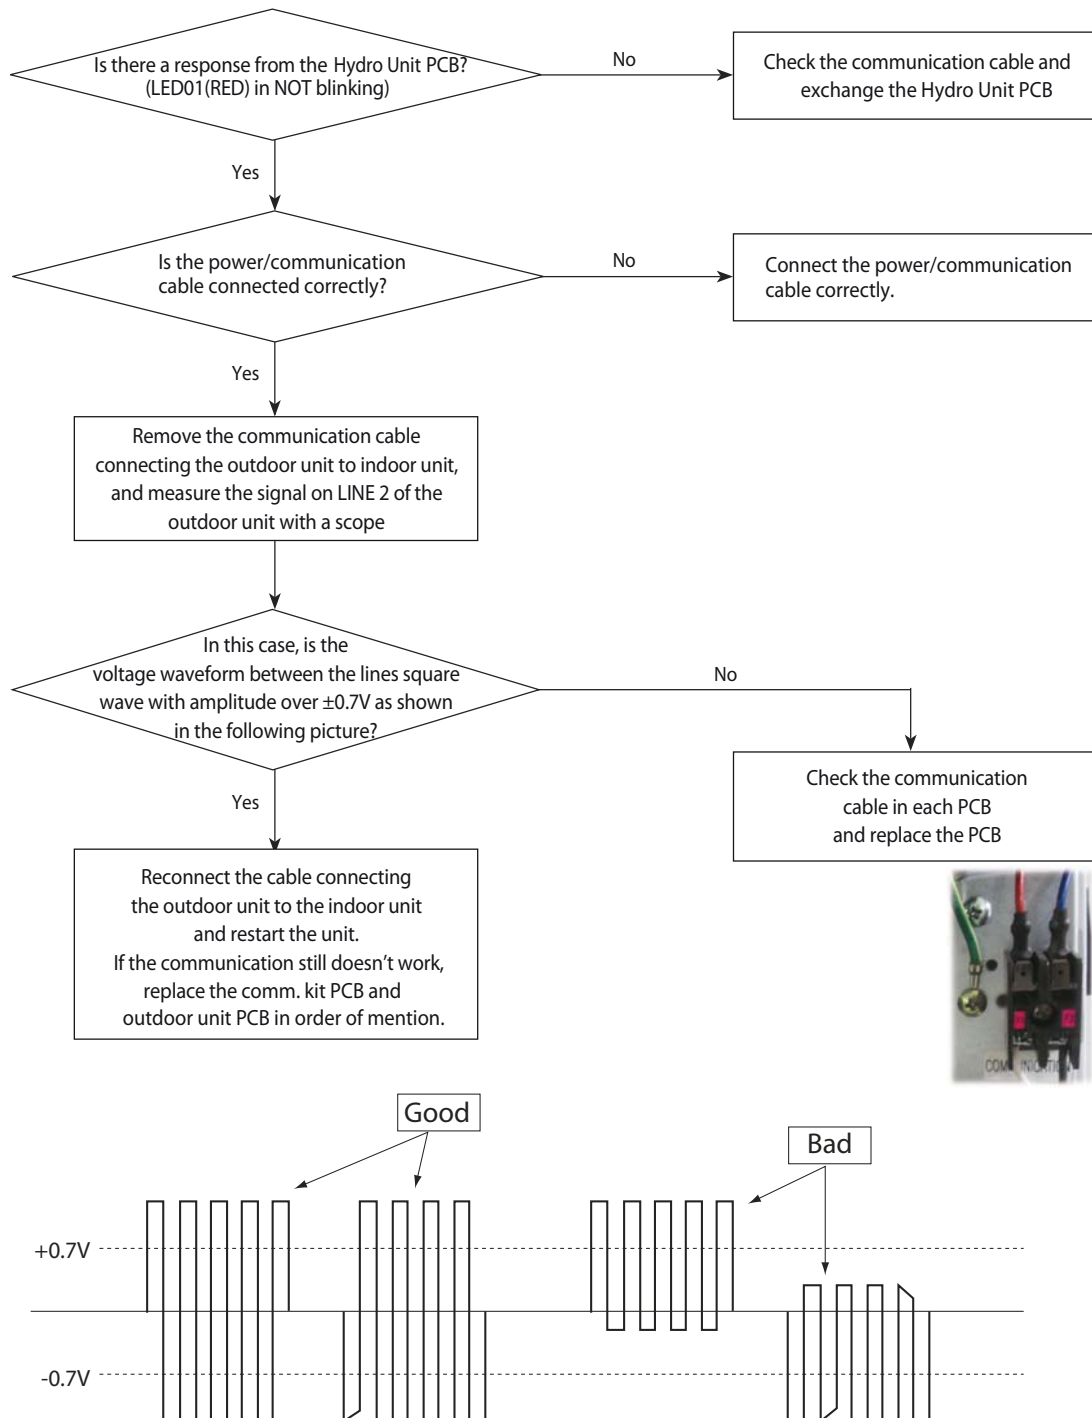 Is there a response from the Hydro Unit PCB?
(LED01(RED) in NOT blinking)
No
Check the communication cable and
exchange the Hydro Unit PCB
Yes
Is the power/communication
cable connected correctly?
No
Connect the power/communication
cable correctly.
Yes
Remove the communication cable
connecting the outdoor unit to indoor unit,
and measure the signal on LINE 2 of the
outdoor unit with a scope
In this case, is the
voltage waveform between the lines square
wave with amplitude over ±0.7V as shown
in the following picture?
No
Check the communication
cable in each PCB
and replace the PCB
Yes
Reconnect the cable connecting
the outdoor unit to the indoor unit
and restart the unit.
If the communication still doesn't work,
replace the comm. kit PCB and
outdoor unit PCB in order of mention.
Good
Bad
+0.7V
-0.7V